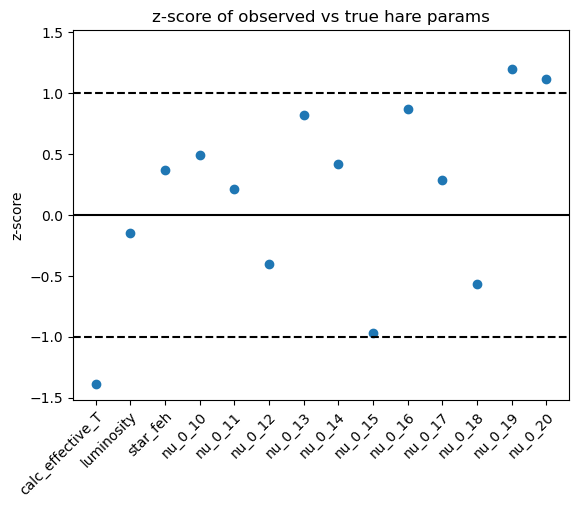 z-score of observed vs true hare params
z-score
1.5
1.0
0.5
0.0
−0.5
−1.0
−1.5
calc_effective_T
luminosity
star_feh
nu_0_10
nu_0_11
nu_0_12
nu_0_13
nu_0_14
nu_0_15
nu_0_16
nu_0_17
nu_0_18
nu_0_19
nu_0_20